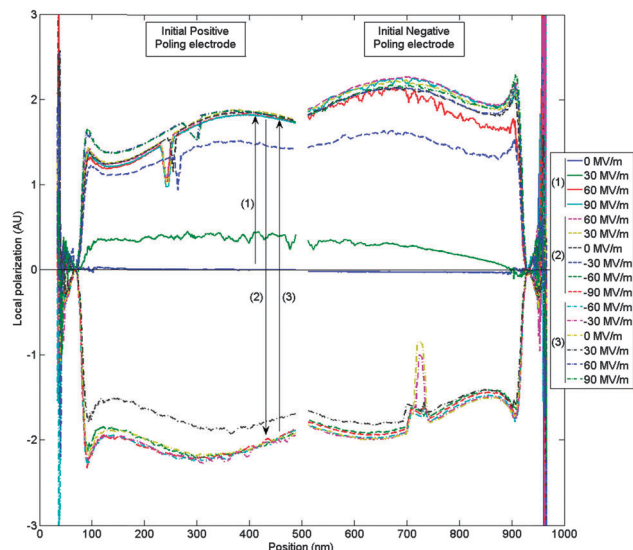 Initial Positive
Poling electrode
Initial Negative
Poling electrode
Local polarization (AU)
3
2
1
0
-1
-2
-3
0
100
200
300
400
500
600
700
800
900
1000
Position (nm)
(1)
(2)
(3)
(1)
(2)
(3)
0 MV/m
30 MV/m
60 MV/m
90 MV/m
60 MV/m
30 MV/m
0 MV/m
-30 MV/m
-60 MV/m
-90 MV/m
-60 MV/m
-30 MV/m
0 MV/m
30 MV/m
60 MV/m
90 MV/m